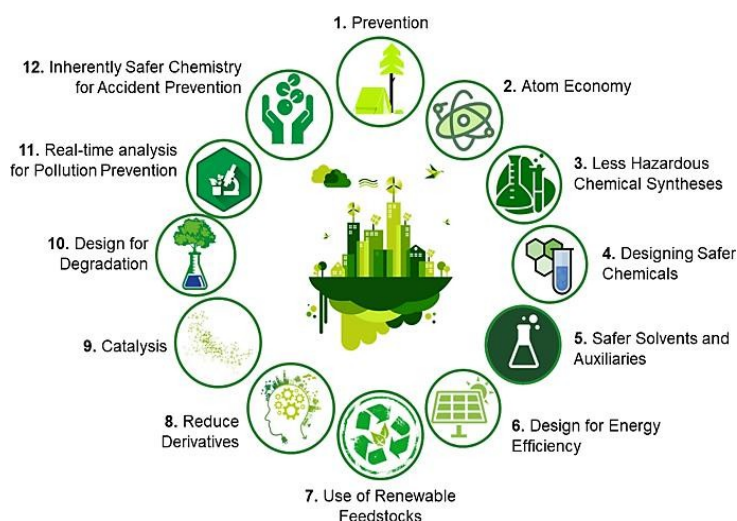 1. Prevention
2. Atom Economy
3. Less Hazardous
Chemical Syntheses
4. Designing Safer
Chemicals
5. Safer Solvents and
Auxiliaries
6. Design for Energy
Efficiency
7. Use of Renewable
Feedstocks
8. Reduce
Derivatives
9. Catalysis
10. Design for
Degradation
11. Real-time analysis
for Pollution Prevention
12. Inherently Safer Chemistry
for Accident Prevention